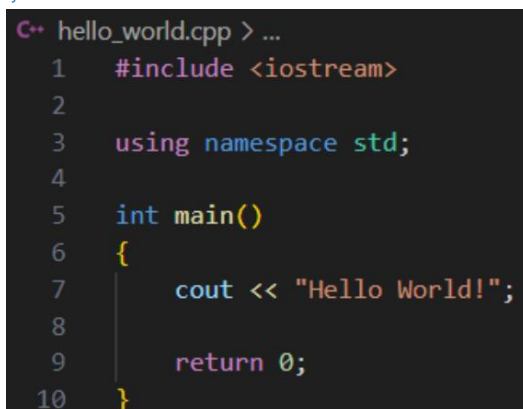 C++ hello_world.cpp > ...
1 #include <iostream>
2
3 using namespace std;
4
5 int main()
6 {
7 cout << "Hello World!";
8
9 return 0;
10 }